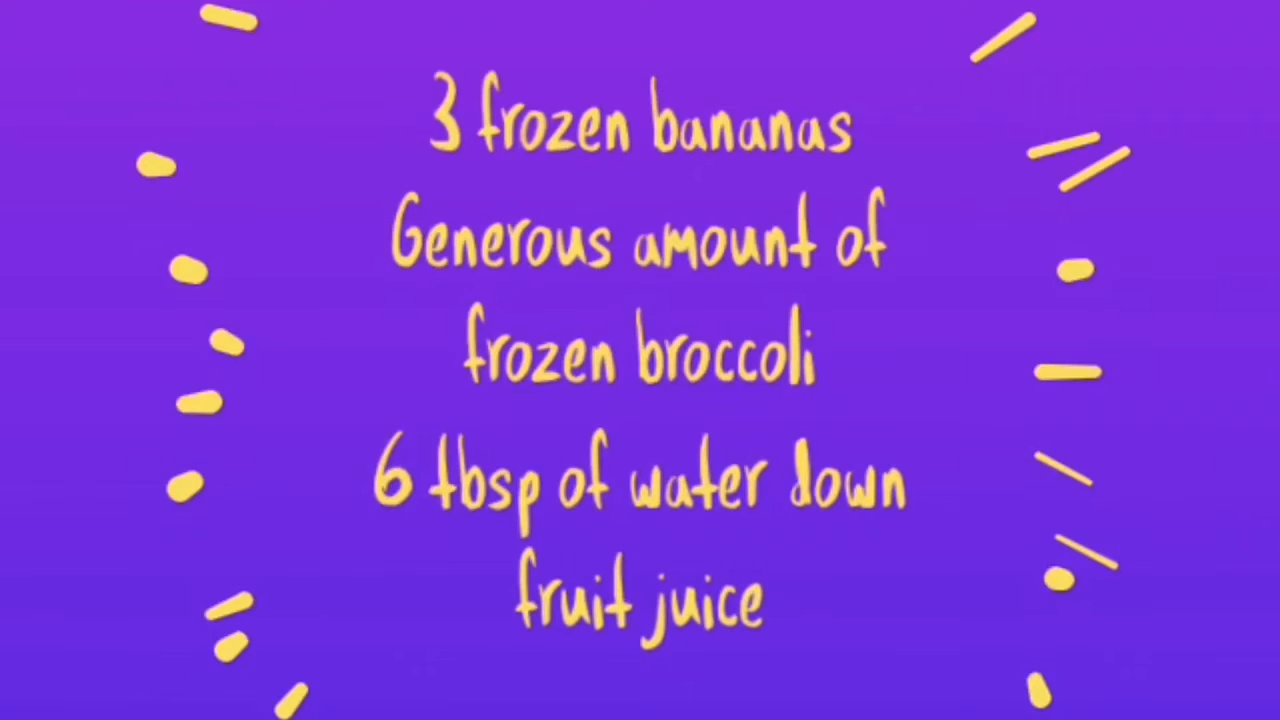 3 frozen bananas
Generous amount of
frozen broccoli
6 tbsp of water down
fruit juice